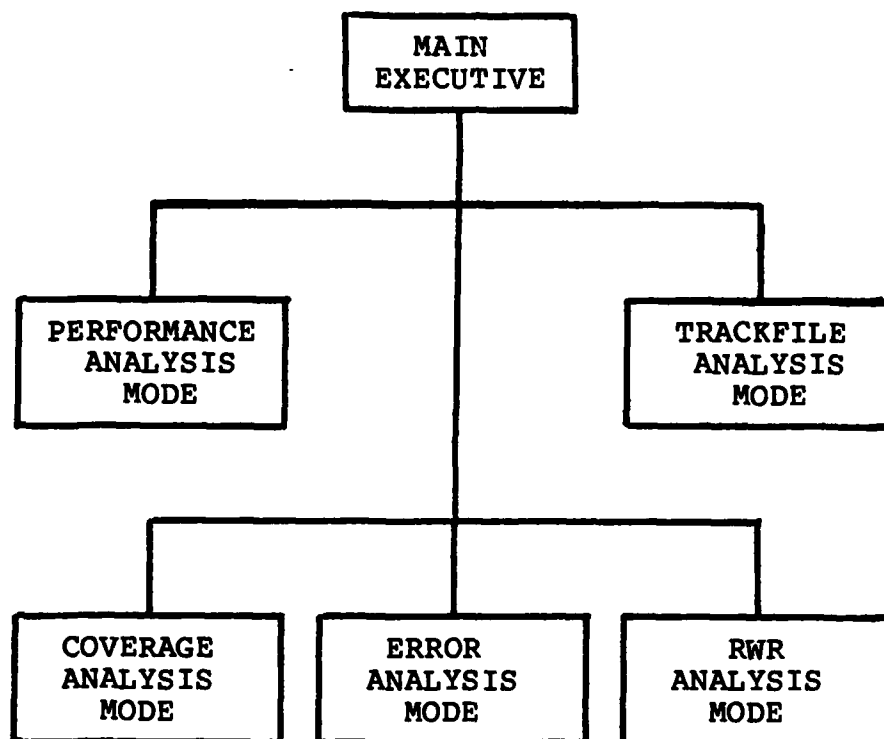 MAIN
EXECUTIVE
PERFORMANCE
ANALYSIS
MODE
TRACKFILE
ANALYSIS
MODE
COVERAGE
ANALYSIS
MODE
ERROR
ANALYSIS
MODE
RWR
ANALYSIS
MODE